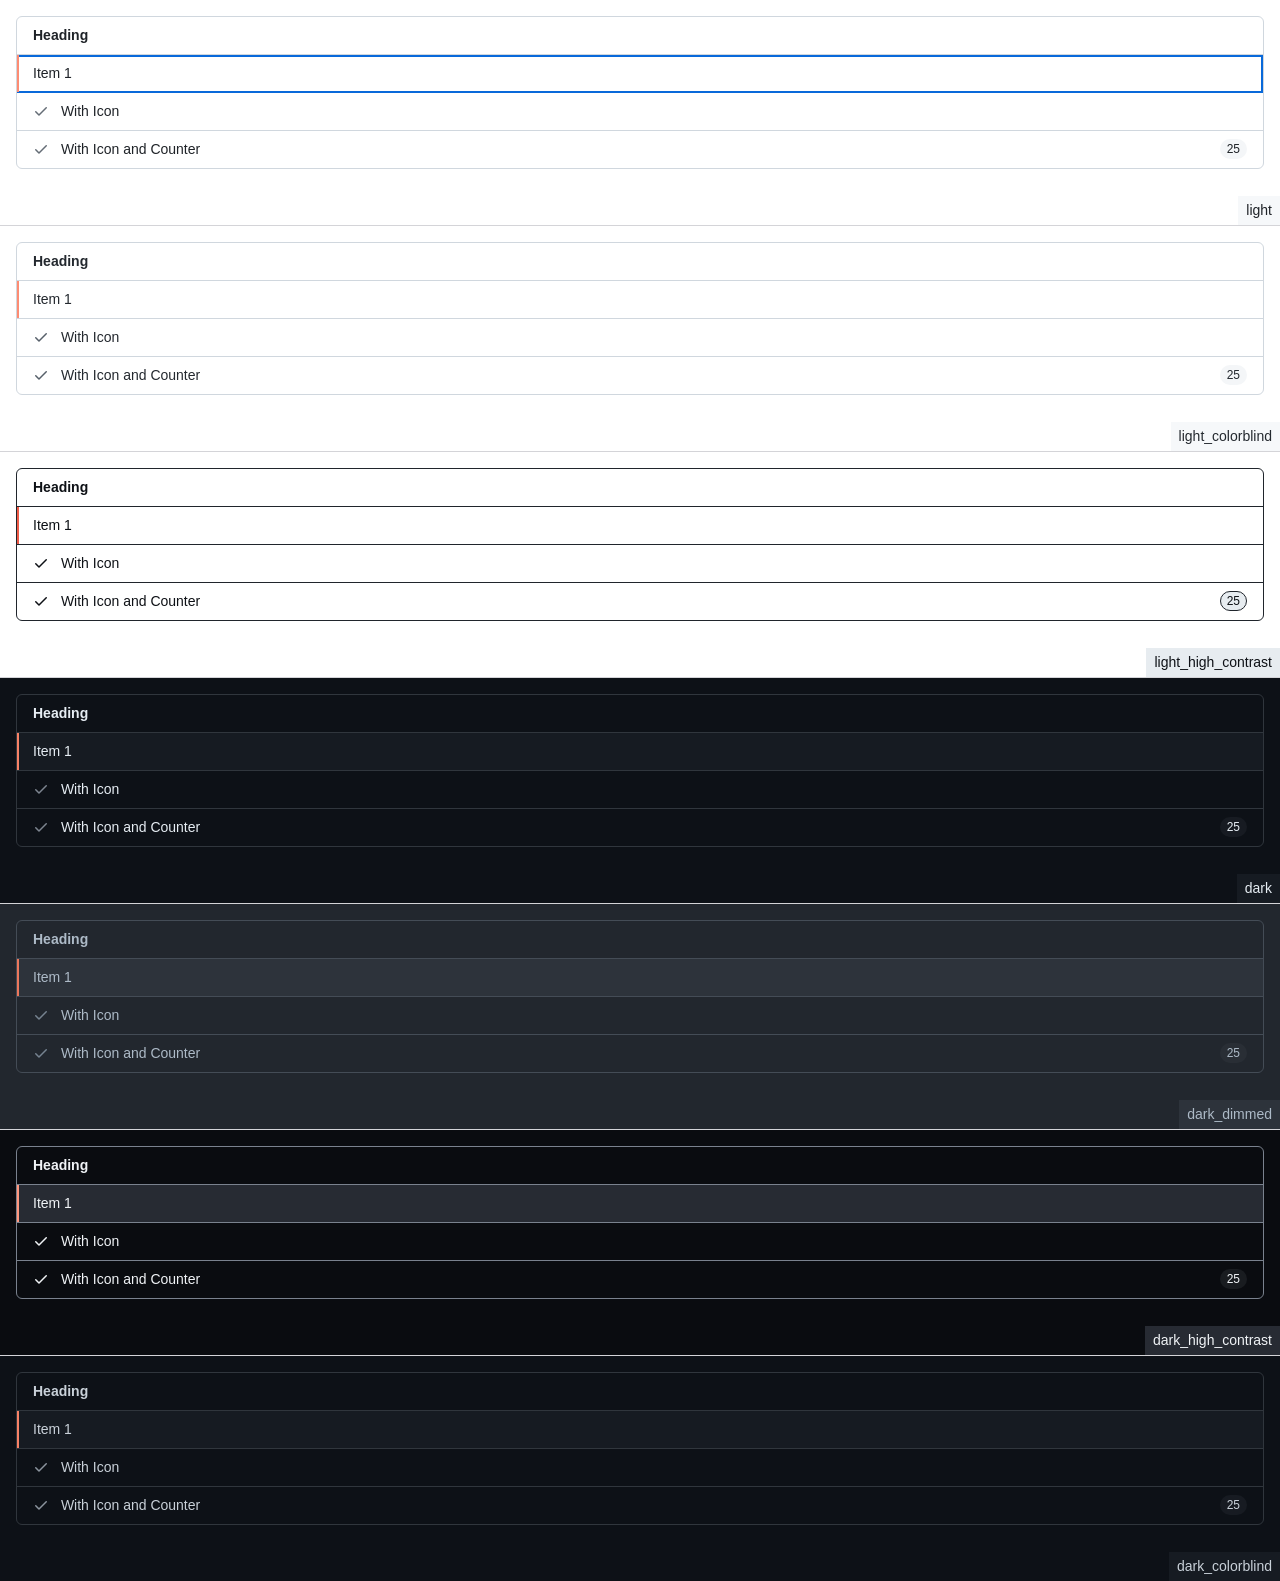 Heading
Item 1
With Icon
With Icon and Counter 25
light
Heading
Item 1
With Icon
With Icon and Counter 25
light_colorblind
Heading
Item 1
With Icon
With Icon and Counter 25
light_high_contrast
Heading
Item 1
With Icon
With Icon and Counter 25
dark
Heading
Item 1
With Icon
With Icon and Counter 25
dark_dimmed
Heading
Item 1
With Icon
With Icon and Counter 25
dark_high_contrast
Heading
Item 1
With Icon
With Icon and Counter 25
dark_colorblind